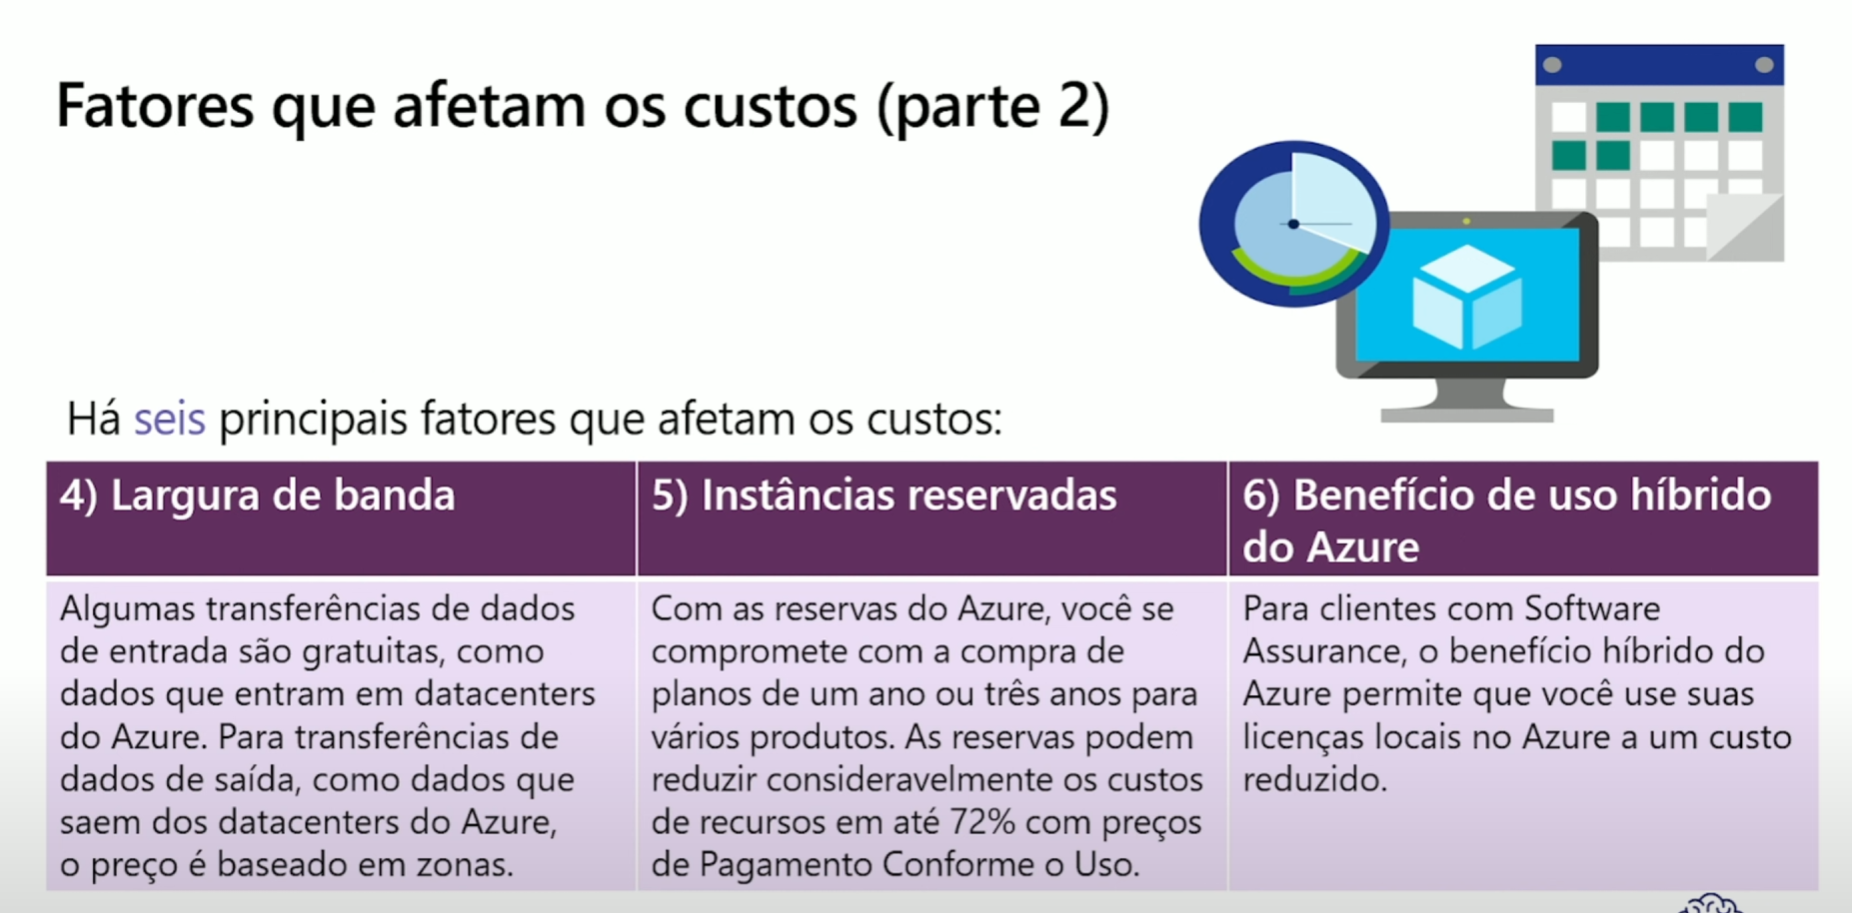 Fatores que afetam os custos (parte 2)
Há seis principais fatores que afetam os custos:
4) Largura de banda
5) Instâncias reservadas
6) Benefício de uso híbrido
do Azure
Algumas transferências de dados
de entrada são gratuitas, como
dados que entram em datacenters
do Azure. Para transferências de
dados de saída, como dados que
saem dos datacenters do Azure,
o preço é baseado em zonas.
Com as reservas do Azure, você se
compromete com a compra de
planos de um ano ou três anos para
vários produtos. As reservas podem
reduzir consideravelmente os custos
de recursos em até 72% com preços
de Pagamento Conforme o Uso.
Para clientes com Software
Assurance, o benefício híbrido do
Azure permite que você use suas
licenças locais no Azure a um custo
reduzido.